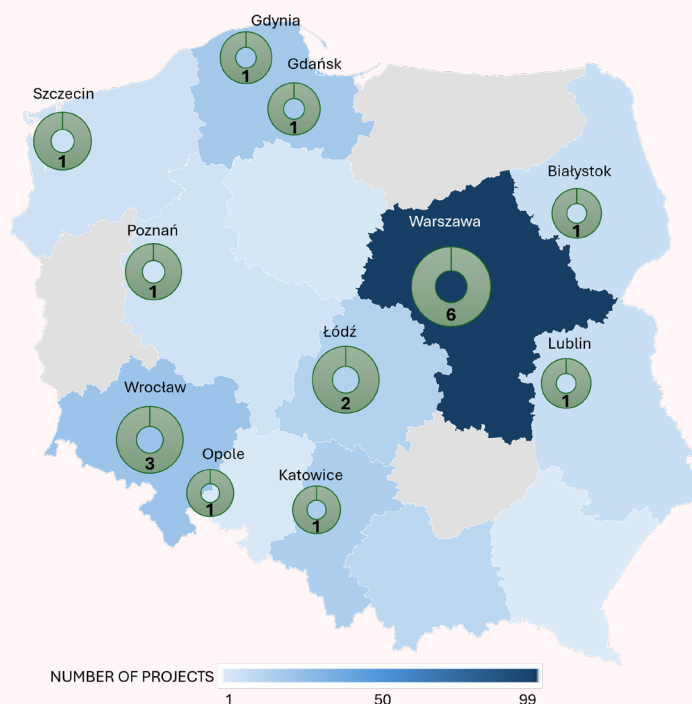 Gdynia
1
Gdańsk
1
Szczecin
1
Białystok
1
Warszawa
6
Poznań
1
Łódź
2
Lublin
1
Wrocław
3
Opole
1
Katowice
1
NUMBER OF PROJECTS
1 50 99